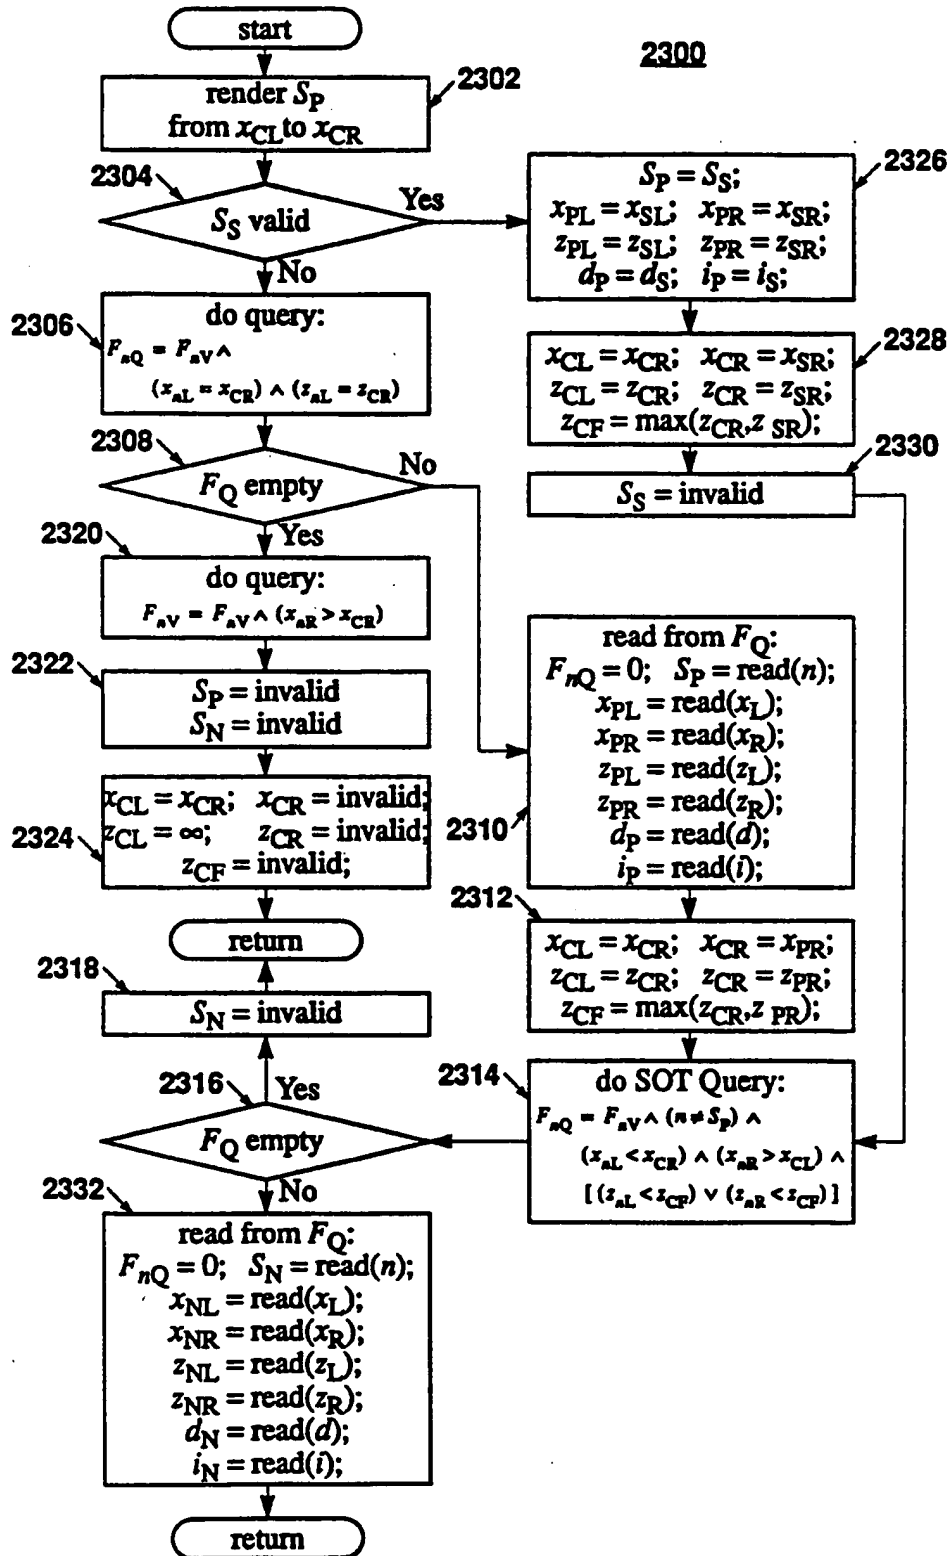 start
2300
2302
render S_P
from x_CL to x_CR
2304
S_S valid
Yes
No
2326
S_P = S_S;
x_PL = x_SL; x_PR = x_SR;
z_PL = z_SL; z_PR = z_SR;
d_P = d_S; i_P = i_S;
2306
do query:
F_nQ = F_nV ∧
(x_nL = x_CR) ∧ (z_nL = z_CR)
2328
x_CL = x_CR; x_CR = x_SR;
z_CL = z_CR; z_CR = z_SR;
z_CF = max(z_CR, z_SR);
2308
F_Q empty
No
Yes
2330
S_S = invalid
2320
do query:
F_nV = F_nV ∧ (x_nR > x_CR)
2322
S_P = invalid
S_N = invalid
2324
x_CL = x_CR; x_CR = invalid;
z_CL = ∞; z_CR = invalid;
z_CF = invalid;
return
2310
read from F_Q:
F_nQ = 0; S_P = read(n);
x_PL = read(x_L);
x_PR = read(x_R);
z_PL = read(z_L);
z_PR = read(z_R);
d_P = read(d);
i_P = read(i);
2312
x_CL = x_CR; x_CR = x_PR;
z_CL = z_CR; z_CR = z_PR;
z_CF = max(z_CR, z_PR);
2314
do SOT Query:
F_nQ = F_nV ∧ (n ≠ S_P) ∧
(x_nL < x_CR) ∧ (x_nR > x_CL) ∧
[(z_nL < z_CF) ∨ (z_nR < z_CF)]
2318
S_N = invalid
2316
Yes
F_Q empty
No
2332
read from F_Q:
F_nQ = 0; S_N = read(n);
x_NL = read(x_L);
x_NR = read(x_R);
z_NL = read(z_L);
z_NR = read(z_R);
d_N = read(d);
i_N = read(i);
return